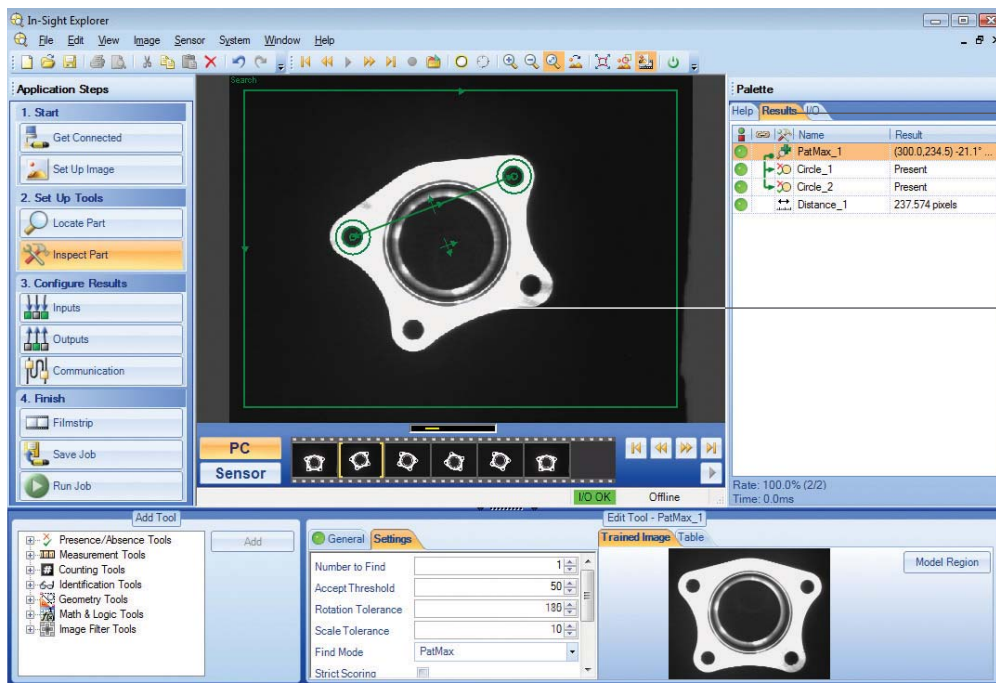 In-Sight Explorer
File Edit View Image Sensor System Window Help
Application Steps
1. Start
Get Connected
Set Up Image
2. Set Up Tools
Locate Part
Inspect Part
3. Configure Results
Inputs
Outputs
Communication
4. Finish
Filmstrip
Save Job
Run Job
Search
PC
Sensor
I/O OK Offline
Palette
Help Results I/O
Name Result
PatMax_1 (300.0,234.5) -21.1° ...
Circle_1 Present
Circle_2 Present
Distance_1 237.574 pixels
Rate: 100.0% (2/2)
Time: 0.0ms
Add Tool
Presence/Absence Tools
Measurement Tools
Counting Tools
Identification Tools
Geometry Tools
Math & Logic Tools
Image Filter Tools
Add
Edit Tool - PatMax_1
General Settings
Number to Find 1
Accept Threshold 50
Rotation Tolerance 180
Scale Tolerance 10
Find Mode PatMax
Strict Scoring
Trained Image Table
Model Region